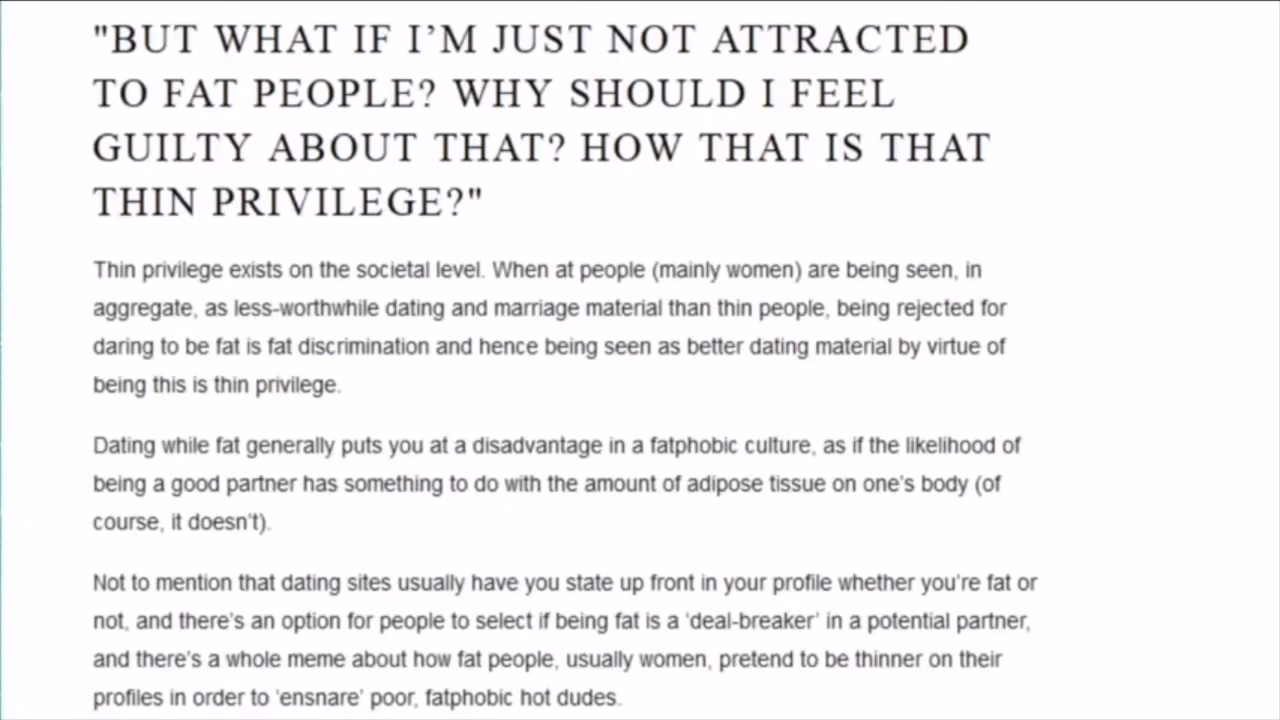 "BUT WHAT IF I’M JUST NOT ATTRACTED
TO FAT PEOPLE? WHY SHOULD I FEEL
GUILTY ABOUT THAT? HOW THAT IS THAT
THIN PRIVILEGE?"
Thin privilege exists on the societal level. When at people (mainly women) are being seen, in
aggregate, as less-worthwhile dating and marriage material than thin people, being rejected for
daring to be fat is fat discrimination and hence being seen as better dating material by virtue of
being this is thin privilege.
Dating while fat generally puts you at a disadvantage in a fatphobic culture, as if the likelihood of
being a good partner has something to do with the amount of adipose tissue on one’s body (of
course, it doesn’t).
Not to mention that dating sites usually have you state up front in your profile whether you’re fat or
not, and there’s an option for people to select if being fat is a ‘deal-breaker’ in a potential partner,
and there’s a whole meme about how fat people, usually women, pretend to be thinner on their
profiles in order to ‘ensnare’ poor, fatphobic hot dudes.